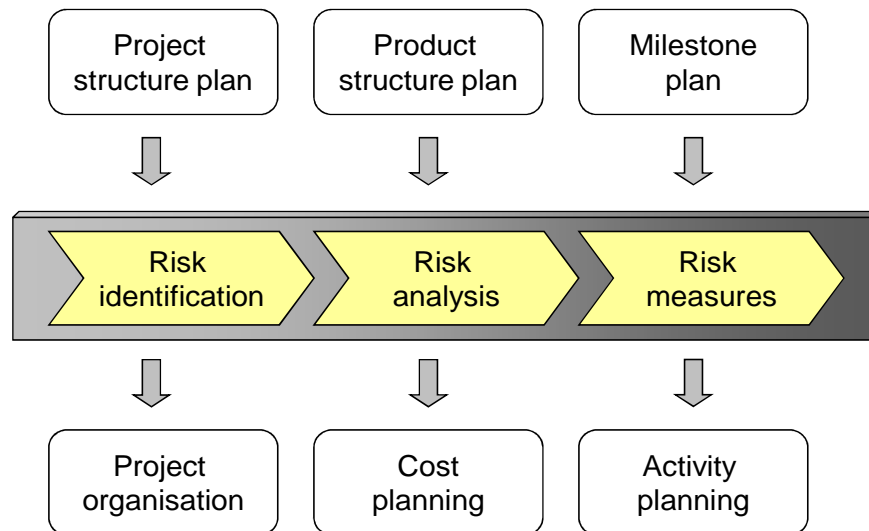 Project
structure plan
Product
structure plan
Milestone
plan
Risk
identification
Risk
analysis
Risk
measures
Project
organisation
Cost
planning
Activity
planning